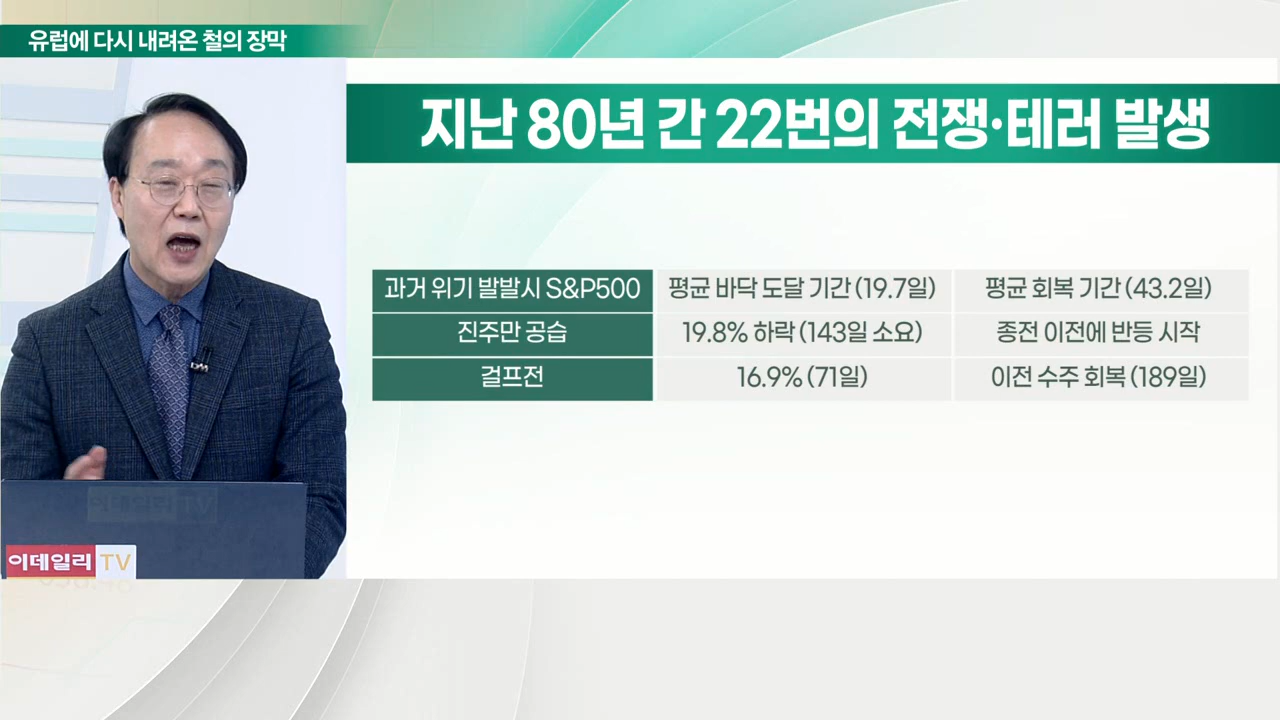 유럽에 다시 내려온 철의 장막
지난 80년 간 22번의 전쟁·테러 발생
과거 위기 발발시 S&P500 평균 바닥 도달 기간 (19.7일) 평균 회복 기간 (43.2일)
진주만 공습 19.8% 하락 (143일 소요) 종전 이전에 반등 시작
걸프전 16.9% (71일) 이전 수주 회복 (189일)
이데일리 TV
이데일리 TV